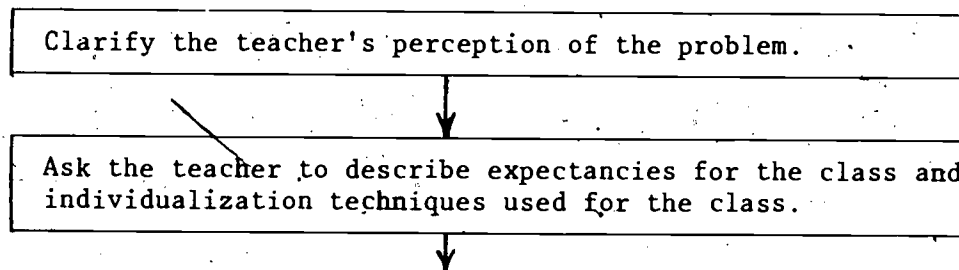 Clarify the teacher's perception of the problem.
Ask the teacher to describe expectancies for the class and
individualization techniques used for the class.